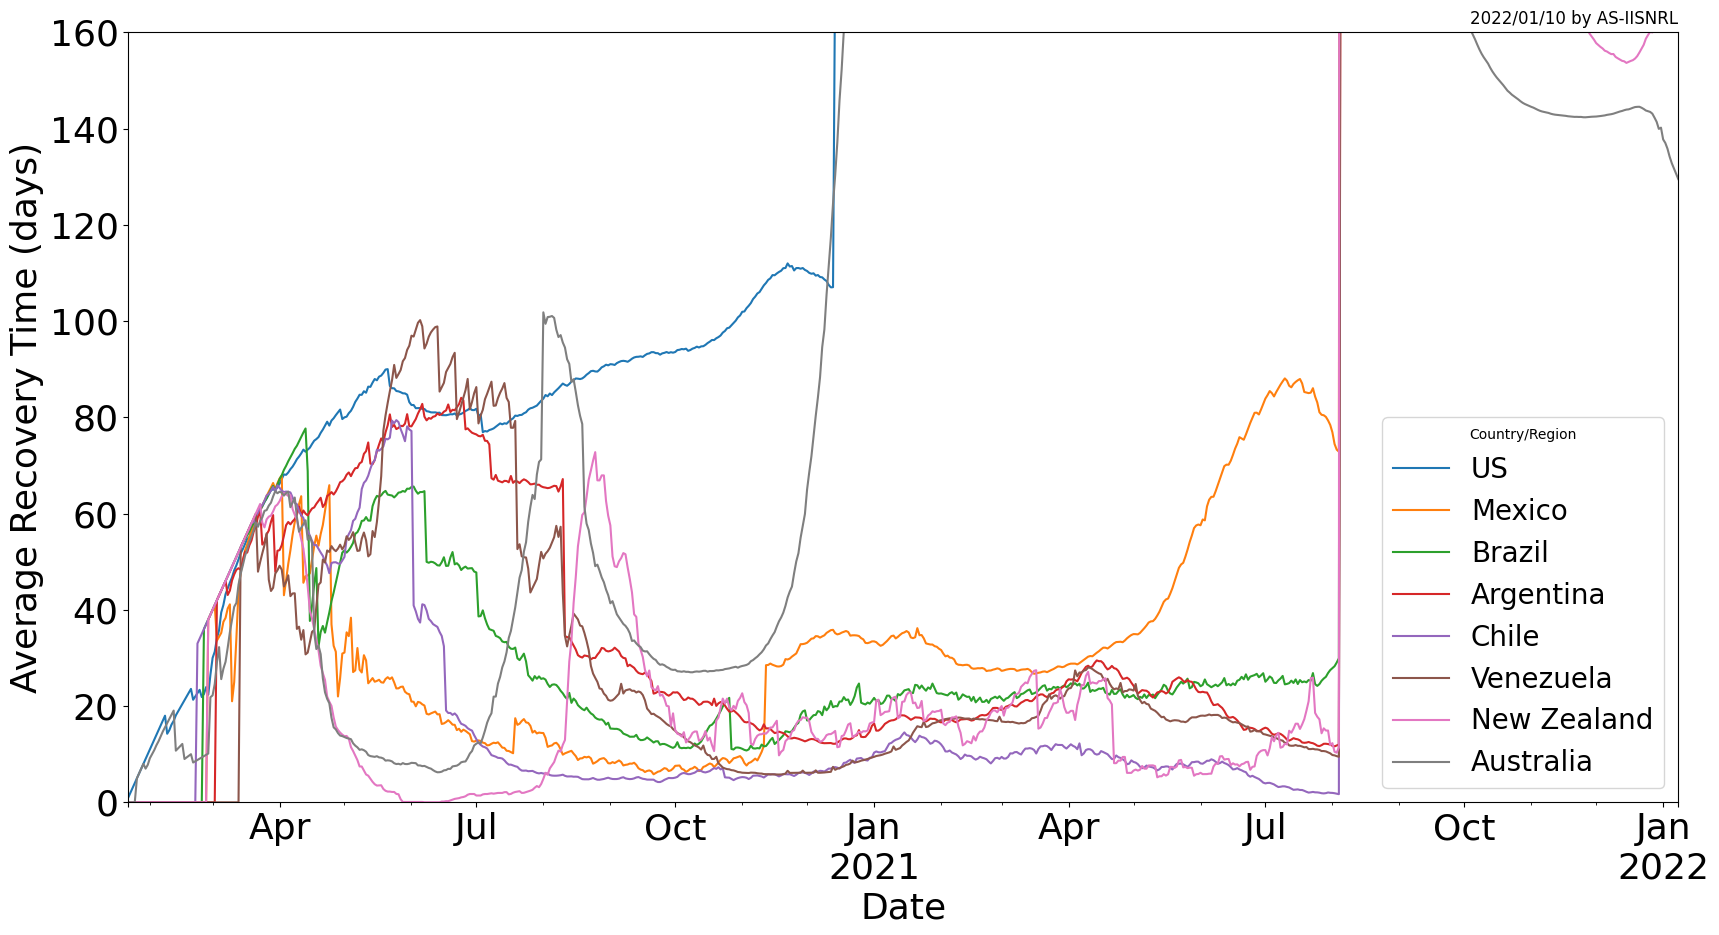 2022/01/10 by AS-IISNRL
160
140
120
100
80
60
40
20
0
Average Recovery Time (days)
Country/Region
US
Mexico
Brazil
Argentina
Chile
Venezuela
New Zealand
Australia
Apr Jul Oct Jan Apr Jul Oct Jan
2021 2022
Date